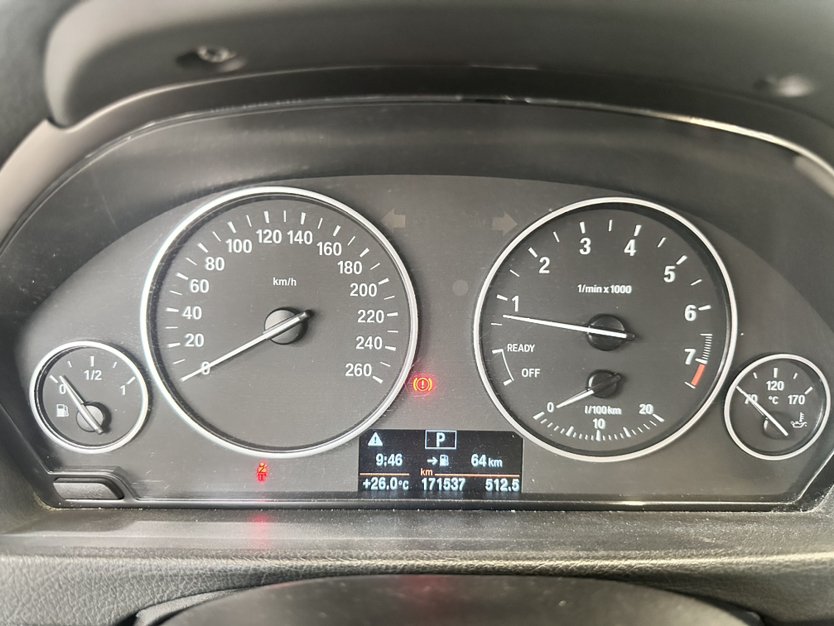 120 140
100 160
80 180
60 200
40 220
20 240
0 260
km/h
0 1/2 1
1 2 3 4 5 6 7
1/min x 1000
READY
OFF
0 10 20
l/100km
70 120 170
°C
P
9:46 64 km
km
+26.0°C 171537 512.5